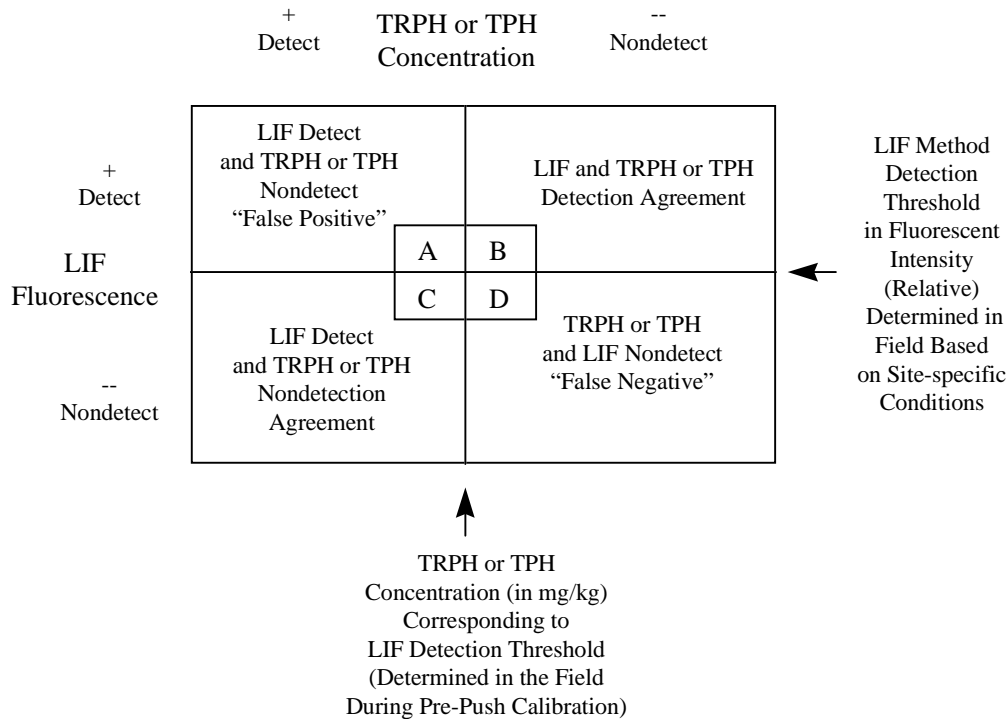 +
Detect
TRPH or TPH
Concentration
--
Nondetect
+
Detect
LIF
Fluorescence
--
Nondetect
LIF Detect
and TRPH or TPH
Nondetect
“False Positive”
LIF and TRPH or TPH
Detection Agreement
A
B
C
D
LIF Detect
and TRPH or TPH
Nondetection
Agreement
TRPH or TPH
and LIF Nondetect
“False Negative”
LIF Method
Detection
Threshold
in Fluorescent
Intensity
(Relative)
Determined in
Field Based
on Site-specific
Conditions
TRPH or TPH
Concentration (in mg/kg)
Corresponding to
LIF Detection Threshold
(Determined in the Field
During Pre-Push Calibration)